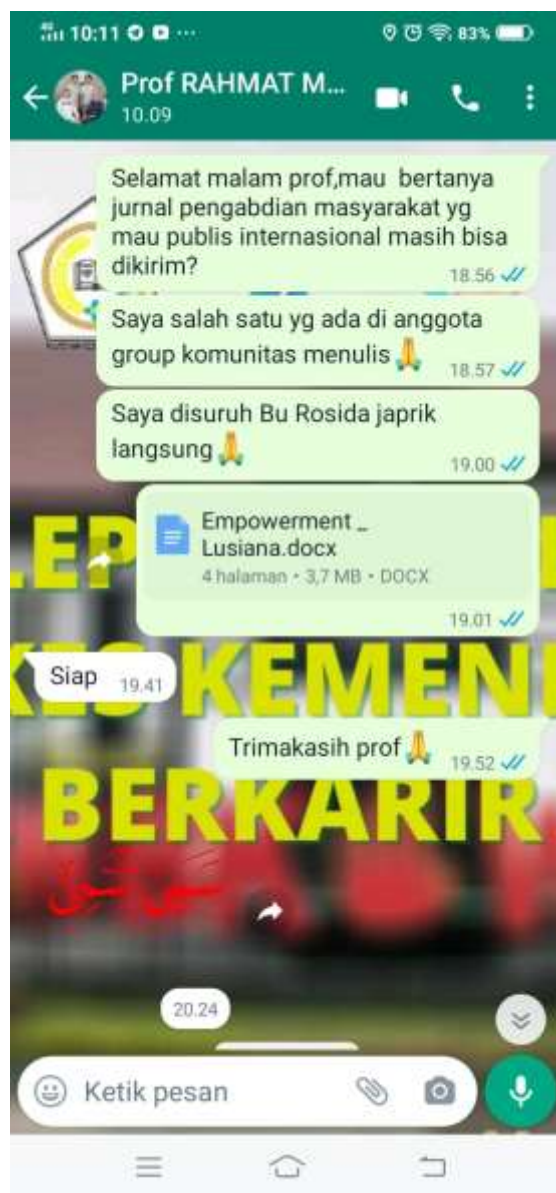 10:11
83%
Prof RAHMAT M...
10.09
Selamat malam prof,mau bertanya
jurnal pengabdian masyarakat yg
mau publis internasional masih bisa
dikirim?
18.56
Saya salah satu yg ada di anggota
group komunitas menulis 🙏
18.57
Saya disuruh Bu Rosida japrik
langsung 🙏
19.00
Empowerment _
Lusiana.docx
4 halaman • 3,7 MB • DOCX
19.01
Siap 19.41
Trimakasih prof 🙏 19.52
KEMEN
BERKARIR
20.24
Ketik pesan